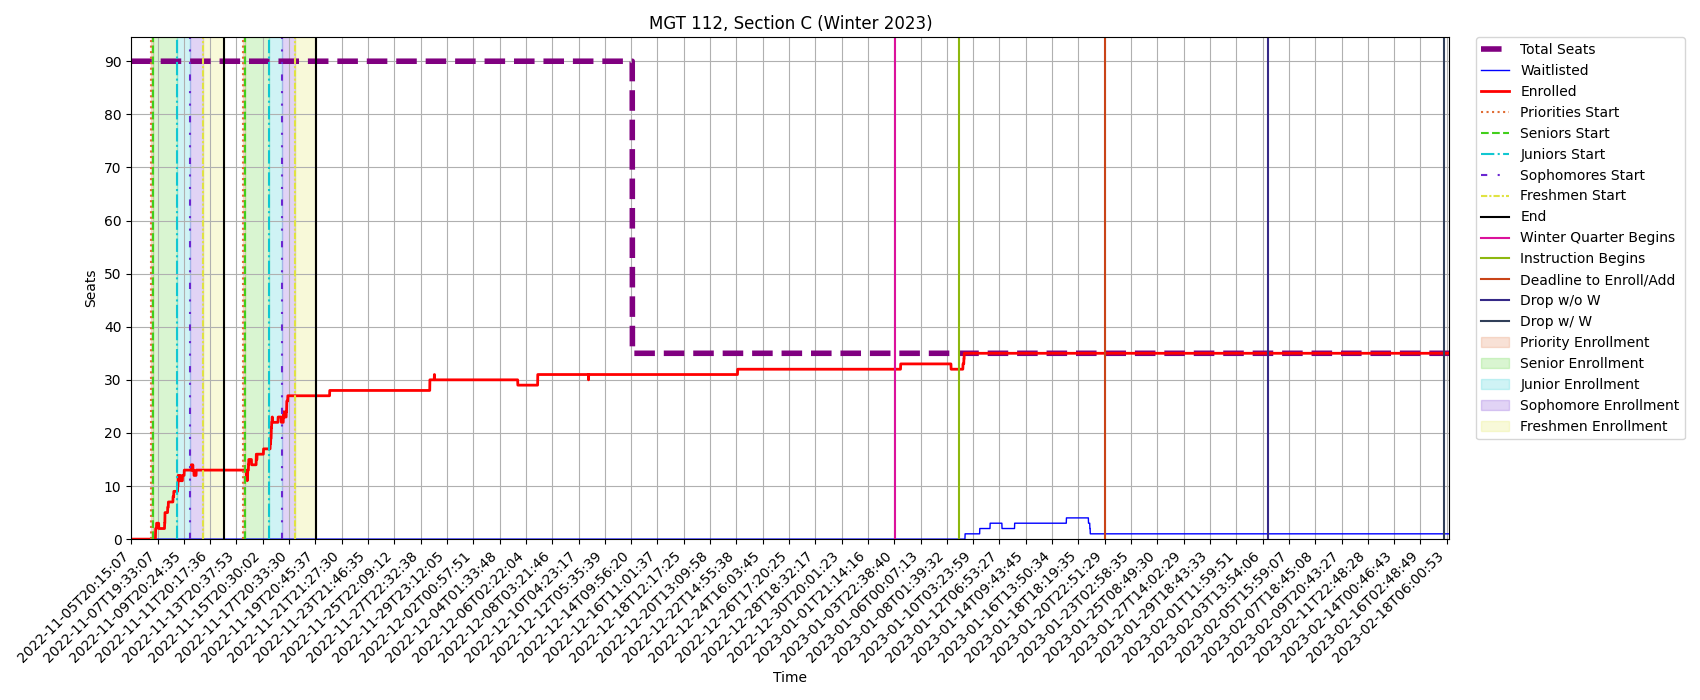 MGT 112, Section C (Winter 2023)
Seats
90
80
70
60
50
40
30
20
10
0
2022-11-05T20:15:07
2022-11-07T19:33:07
2022-11-09T20:24:35
2022-11-11T20:17:36
2022-11-13T20:37:53
2022-11-15T20:30:02
2022-11-17T20:33:30
2022-11-19T20:45:37
2022-11-21T21:27:30
2022-11-23T21:46:35
2022-11-25T22:09:12
2022-11-27T22:32:38
2022-11-29T23:12:05
2022-12-02T00:57:51
2022-12-04T01:33:48
2022-12-06T02:22:04
2022-12-08T03:21:46
2022-12-10T04:23:17
2022-12-12T05:35:39
2022-12-14T09:56:20
2022-12-16T11:01:37
2022-12-18T12:17:25
2022-12-20T13:09:58
2022-12-22T14:55:38
2022-12-24T16:03:45
2022-12-26T17:20:25
2022-12-28T18:32:17
2022-12-30T20:01:23
2023-01-01T21:14:16
2023-01-03T22:38:40
2023-01-06T00:07:13
2023-01-08T01:39:32
2023-01-10T03:23:59
2023-01-12T06:53:27
2023-01-14T09:43:45
2023-01-16T13:50:34
2023-01-18T18:19:35
2023-01-20T22:51:29
2023-01-23T02:58:35
2023-01-25T08:49:30
2023-01-27T14:02:29
2023-01-29T18:43:33
2023-02-01T11:59:51
2023-02-03T13:54:06
2023-02-05T15:59:07
2023-02-07T18:45:08
2023-02-09T20:43:27
2023-02-11T22:48:28
2023-02-14T00:46:43
2023-02-16T02:48:49
2023-02-18T06:00:53
Time
Total Seats
Waitlisted
Enrolled
Priorities Start
Seniors Start
Juniors Start
Sophomores Start
Freshmen Start
End
Winter Quarter Begins
Instruction Begins
Deadline to Enroll/Add
Drop w/o W
Drop w/ W
Priority Enrollment
Senior Enrollment
Junior Enrollment
Sophomore Enrollment
Freshmen Enrollment